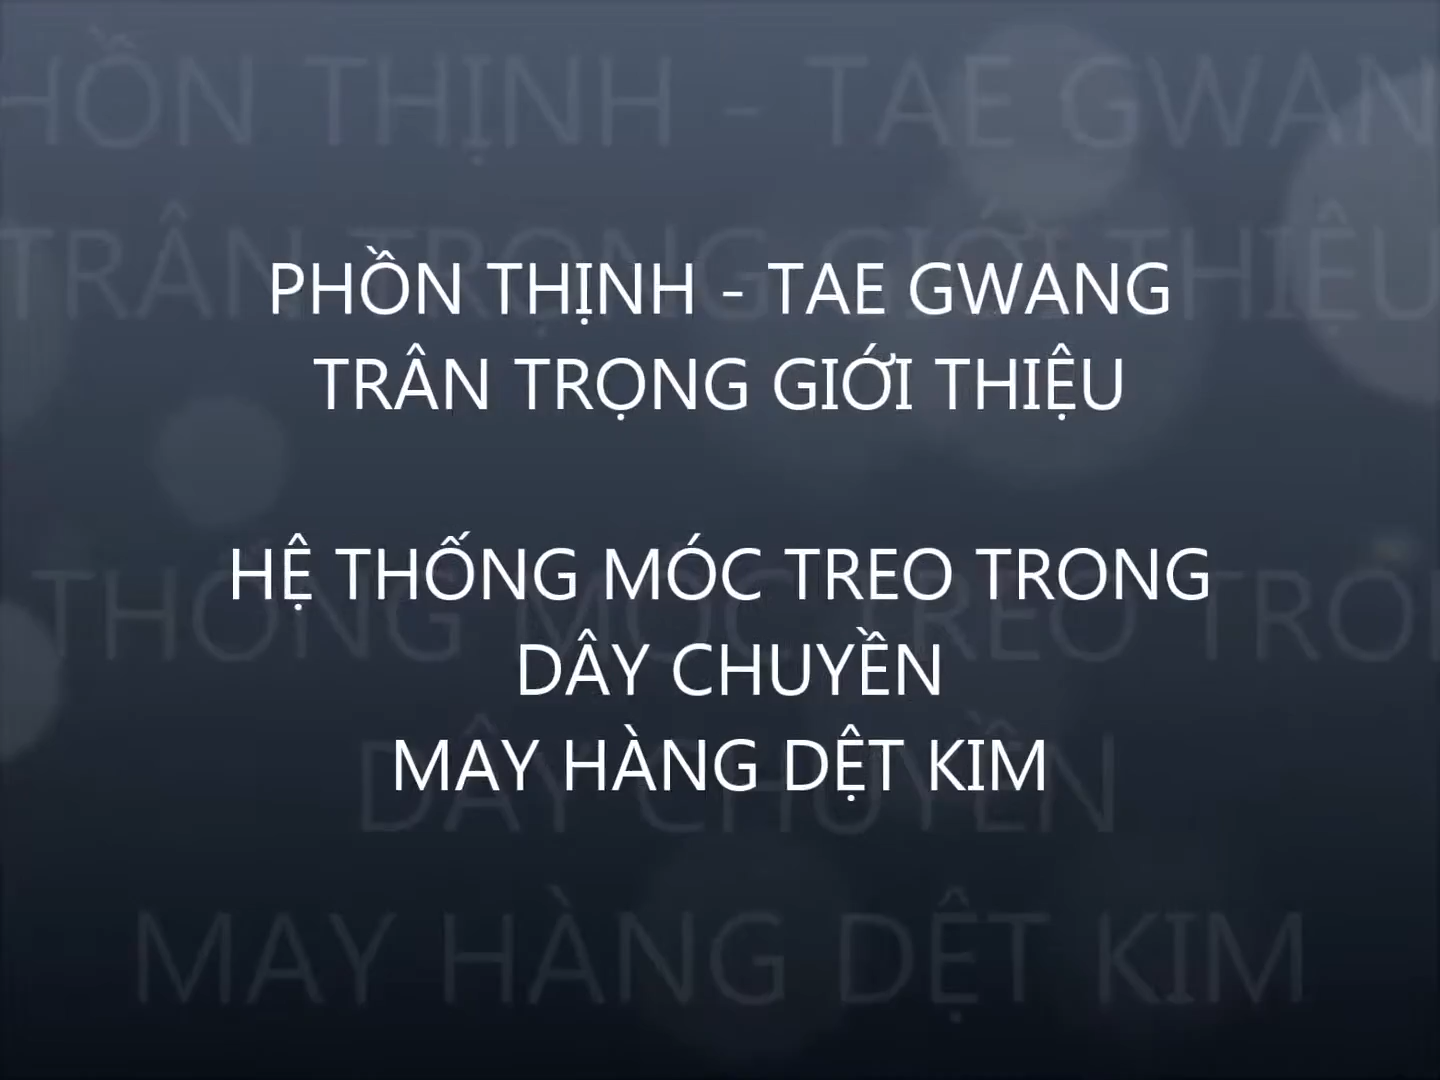 PHỒN THỊNH - TAE GWANG
TRÂN TRỌNG GIỚI THIỆU
HỆ THỐNG MÓC TREO TRONG
DÂY CHUYỀN
MAY HÀNG DỆT KIM